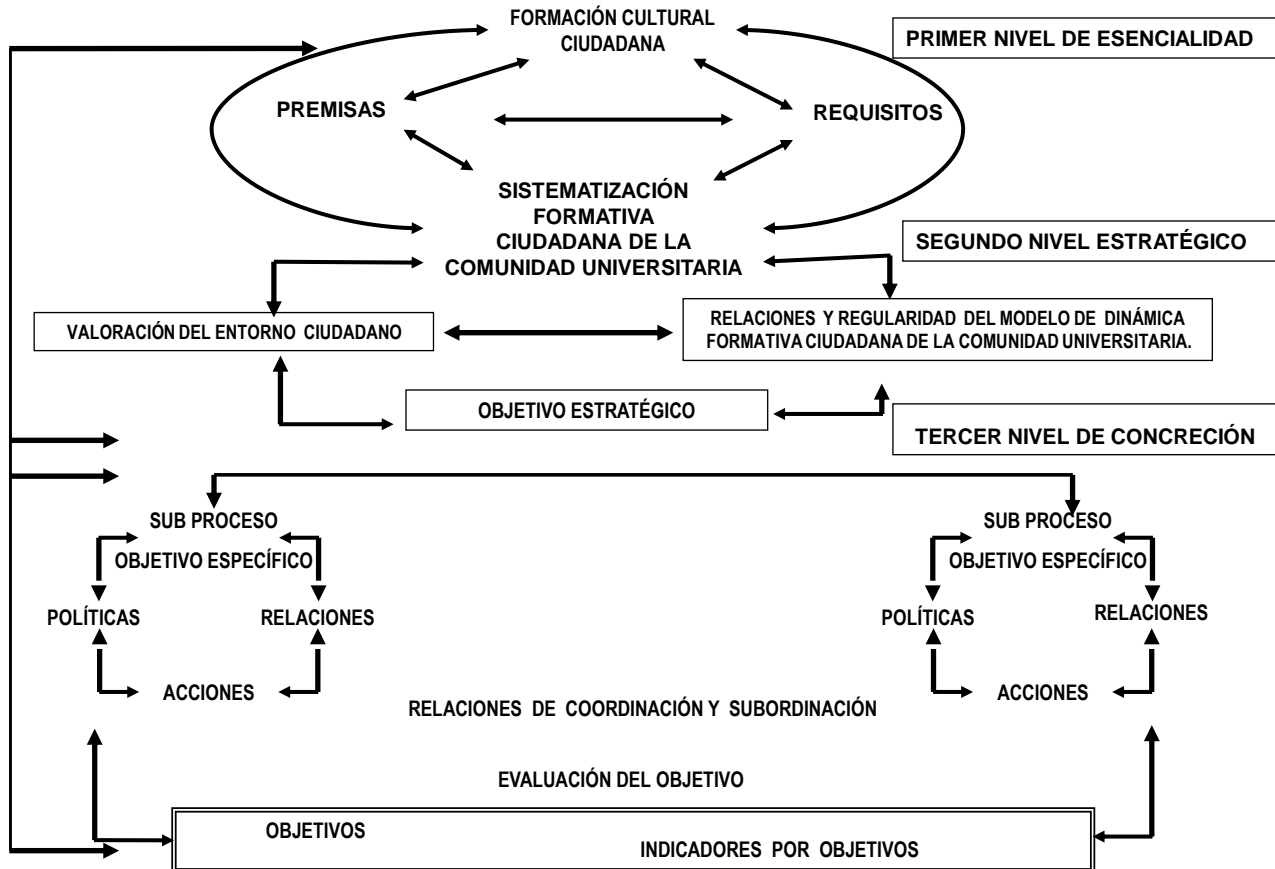 FORMACIÓN CULTURAL
CIUDADANA
PRIMER NIVEL DE ESENCIALIDAD
PREMISAS
REQUISITOS
SISTEMATIZACIÓN
FORMATIVA
CIUDADANA DE LA
COMUNIDAD UNIVERSITARIA
SEGUNDO NIVEL ESTRATÉGICO
VALORACIÓN DEL ENTORNO CIUDADANO
RELACIONES Y REGULARIDAD DEL MODELO DE DINÁMICA
FORMATIVA CIUDADANA DE LA COMUNIDAD UNIVERSITARIA.
OBJETIVO ESTRATÉGICO
TERCER NIVEL DE CONCRECIÓN
SUB PROCESO
OBJETIVO ESPECÍFICO
POLÍTICAS
RELACIONES
ACCIONES
SUB PROCESO
OBJETIVO ESPECÍFICO
POLÍTICAS
RELACIONES
ACCIONES
RELACIONES DE COORDINACIÓN Y SUBORDINACIÓN
EVALUACIÓN DEL OBJETIVO
OBJETIVOS
INDICADORES POR OBJETIVOS